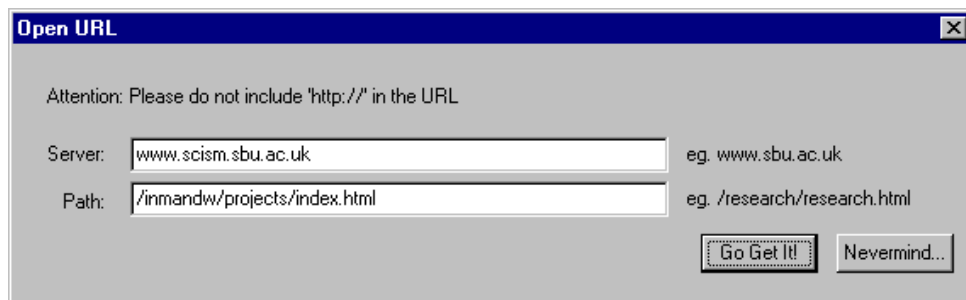 Open URL
Attention: Please do not include 'http://' in the URL
Server: www.scism.sbu.ac.uk eg. www.sbu.ac.uk
Path: /inmandw/projects/index.html eg. /research/research.html
Go Get It! Nevermind...